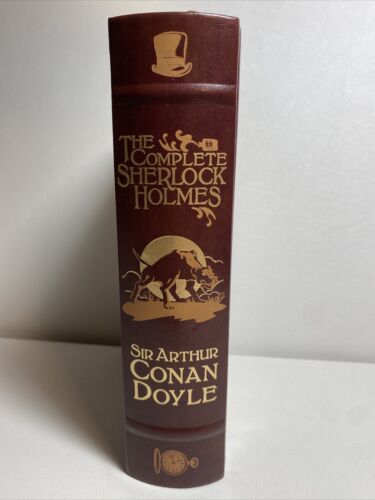 THE
COMPLETE
SHERLOCK
HOLMES
SIR ARTHUR
CONAN
DOYLE